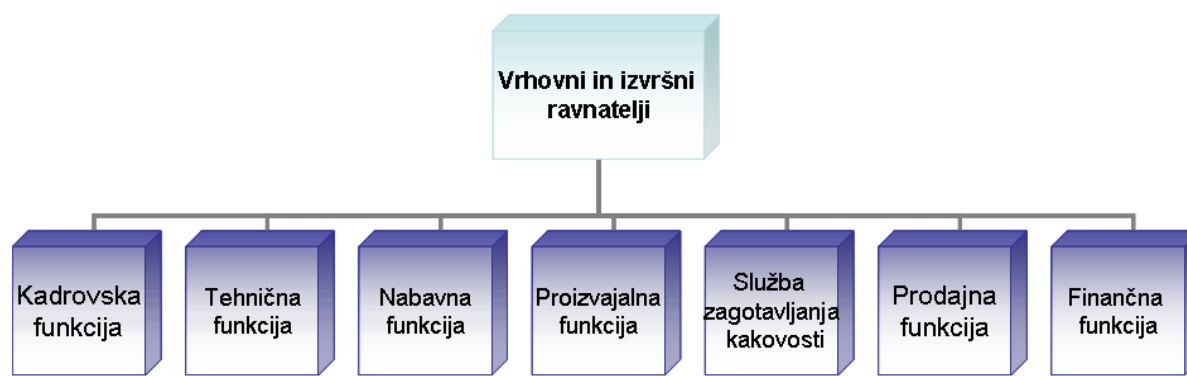 Vrhovni in izvršni
ravnatelji
Kadrovska
funkcija
Tehnična
funkcija
Nabavna
funkcija
Proizvajalna
funkcija
Služba
zagotavljanja
kakovosti
Prodajna
funkcija
Finančna
funkcija